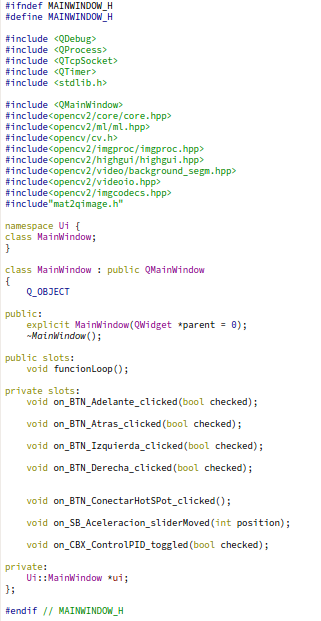 #ifndef MAINWINDOW_H
#define MAINWINDOW_H

#include <QDebug>
#include <QProcess>
#include <QTcpSocket>
#include <QTimer>
#include <stdlib.h>

#include <QMainWindow>
#include<opencv2/core/core.hpp>
#include<opencv2/ml/ml.hpp>
#include<opencv/cv.h>
#include<opencv2/imgproc/imgproc.hpp>
#include<opencv2/highgui/highgui.hpp>
#include<opencv2/video/background_segm.hpp>
#include<opencv2/videoio.hpp>
#include<opencv2/imgcodecs.hpp>
#include"mat2qimage.h"

namespace Ui {
class MainWindow;
}

class MainWindow : public QMainWindow
{
    Q_OBJECT

public:
    explicit MainWindow(QWidget *parent = 0);
    ~MainWindow();

public slots:
    void funcionLoop();

private slots:
    void on_BTN_Adelante_clicked(bool checked);

    void on_BTN_Atras_clicked(bool checked);

    void on_BTN_Izquierda_clicked(bool checked);

    void on_BTN_Derecha_clicked(bool checked);


    void on_BTN_ConectarHotSPot_clicked();

    void on_SB_Aceleracion_sliderMoved(int position);

    void on_CBX_ControlPID_toggled(bool checked);

private:
    Ui::MainWindow *ui;
};

#endif // MAINWINDOW_H